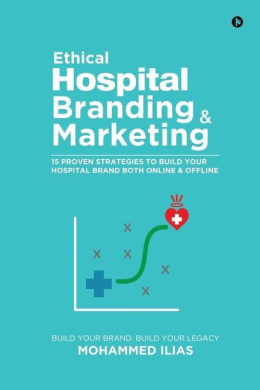 Ethical
Hospital
Branding &
Marketing
15 PROVEN STRATEGIES TO BUILD YOUR
HOSPITAL BRAND BOTH ONLINE & OFFLINE
BUILD YOUR BRAND, BUILD YOUR LEGACY
MOHAMMED ILIAS